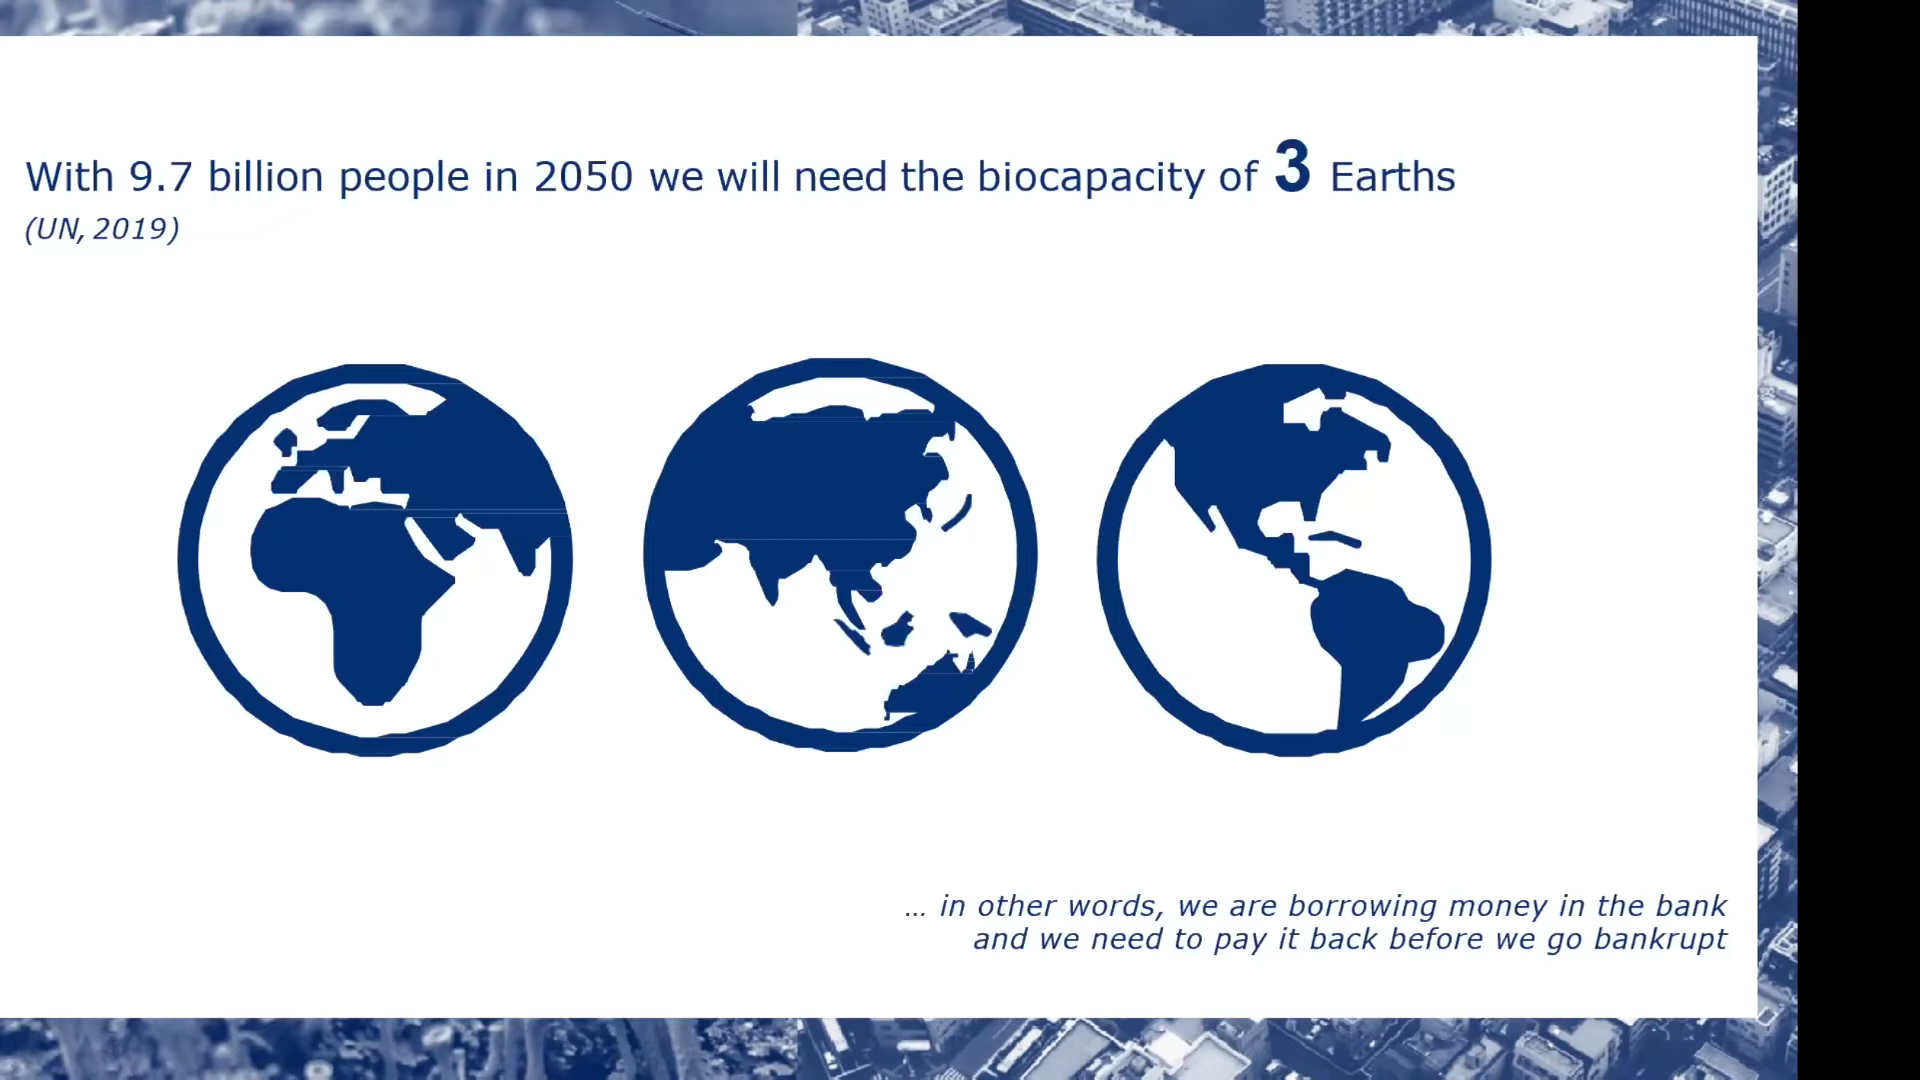 With 9.7 billion people in 2050 we will need the biocapacity of 3 Earths
(UN, 2019)
... in other words, we are borrowing money in the bank
and we need to pay it back before we go bankrupt